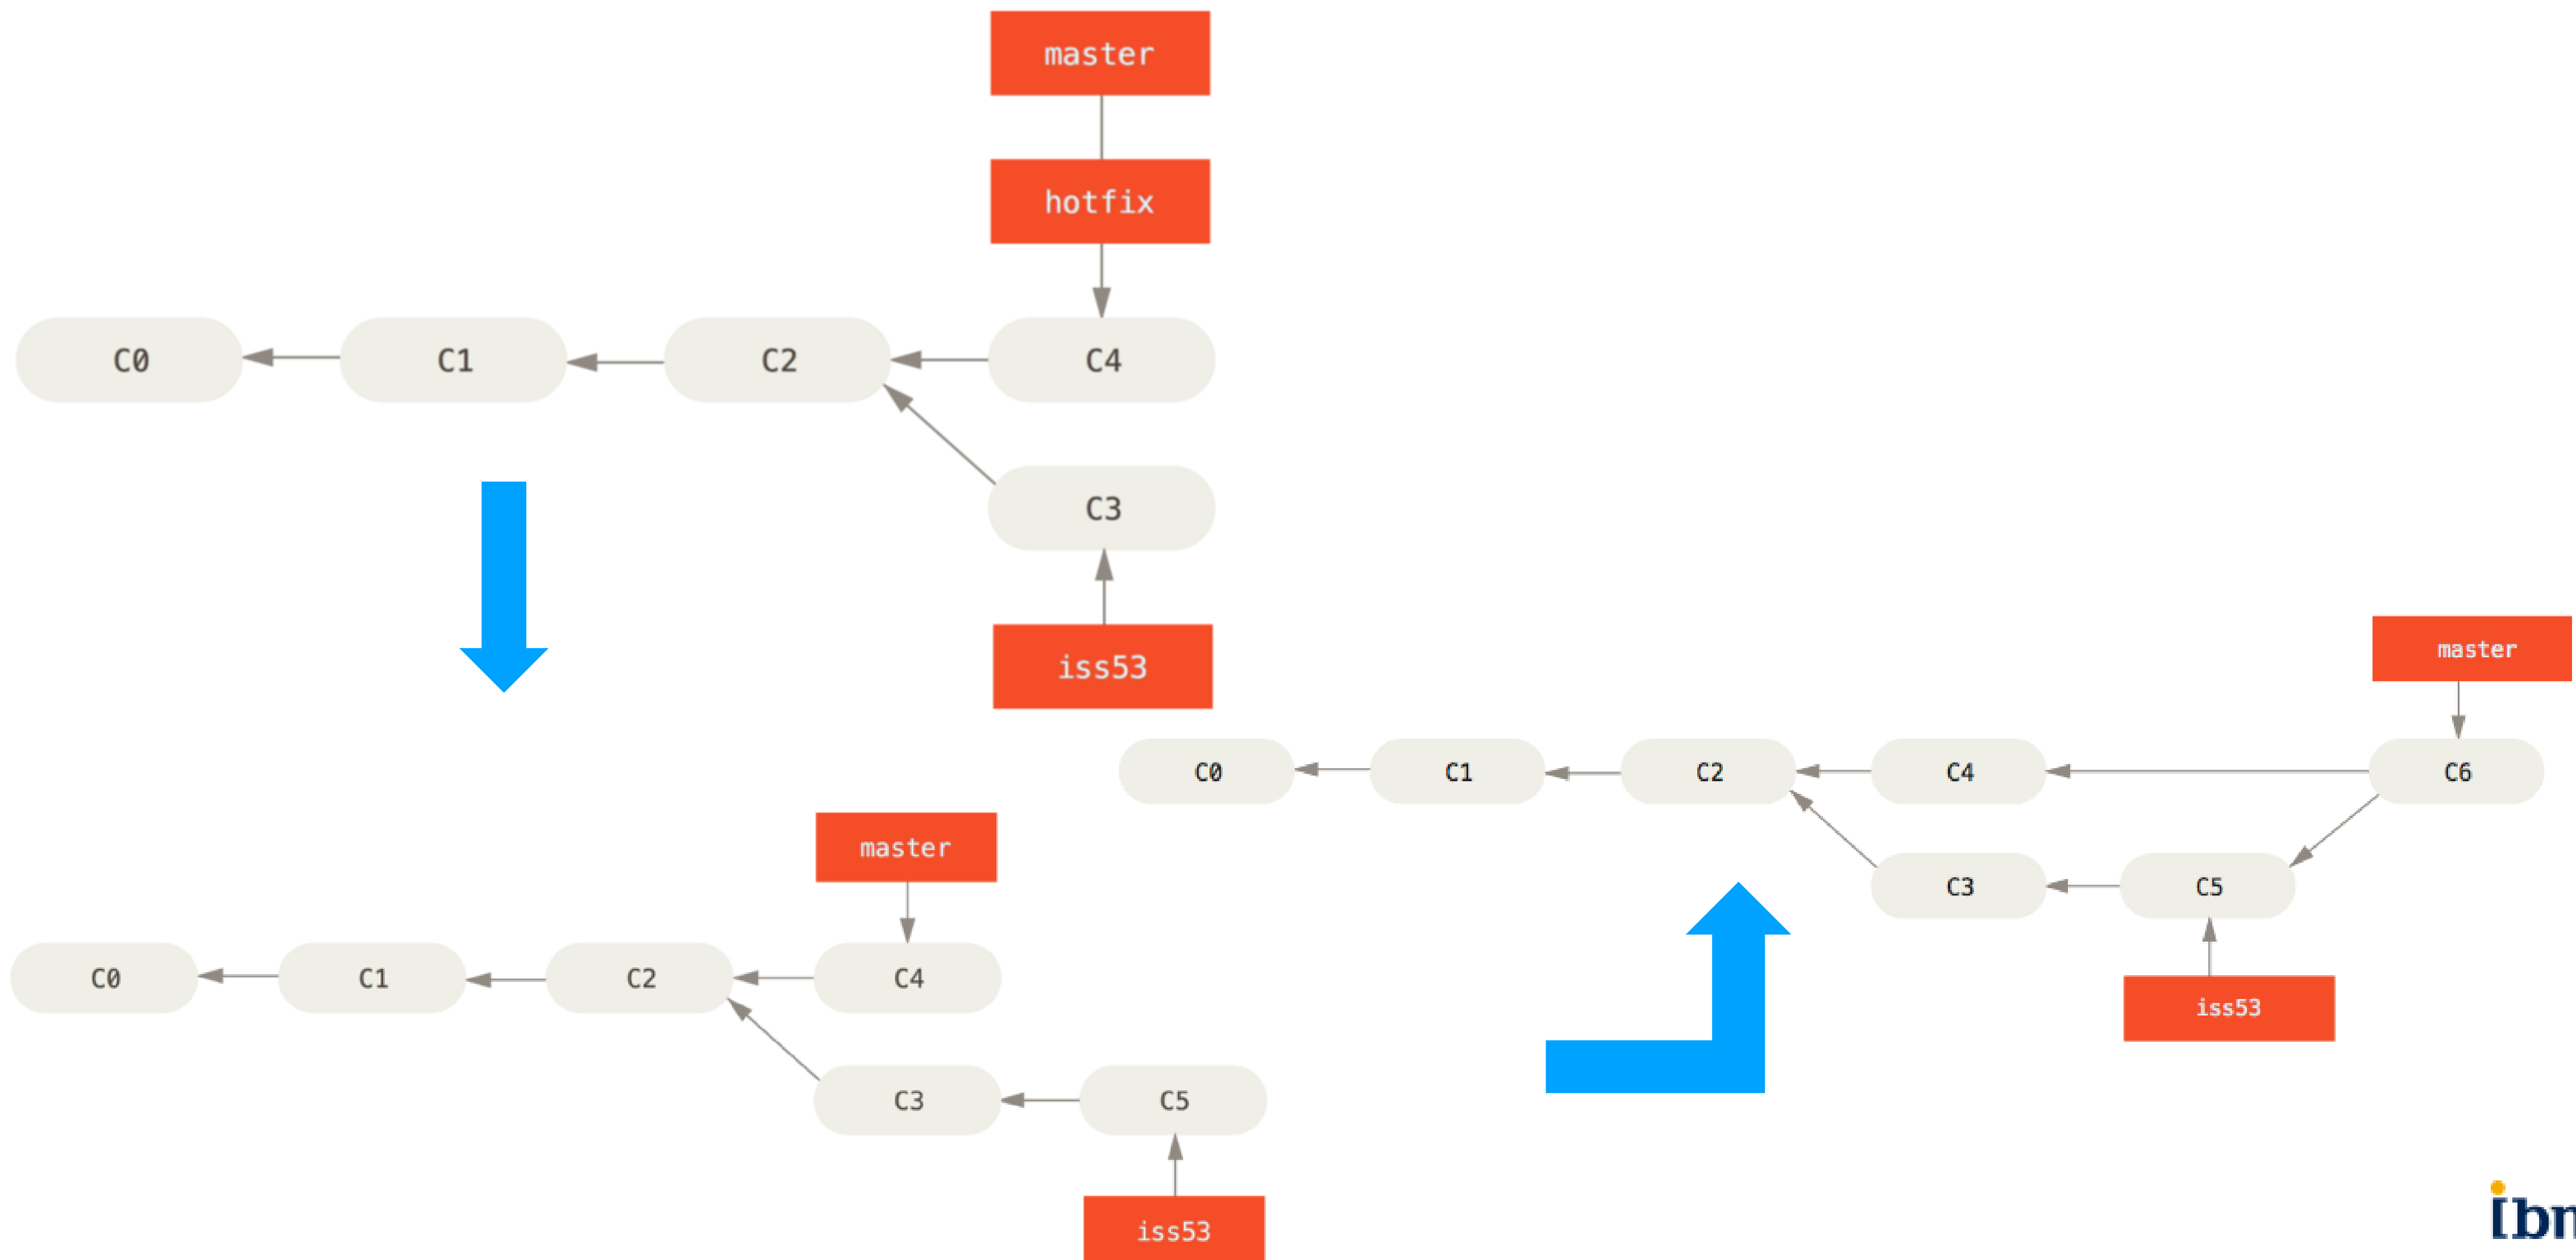 master
hotfix
C0 C1 C2 C4
C3
iss53
master
C0 C1 C2 C4 C6
C3 C5
iss53
master
C0 C1 C2 C4
C3 C5
iss53